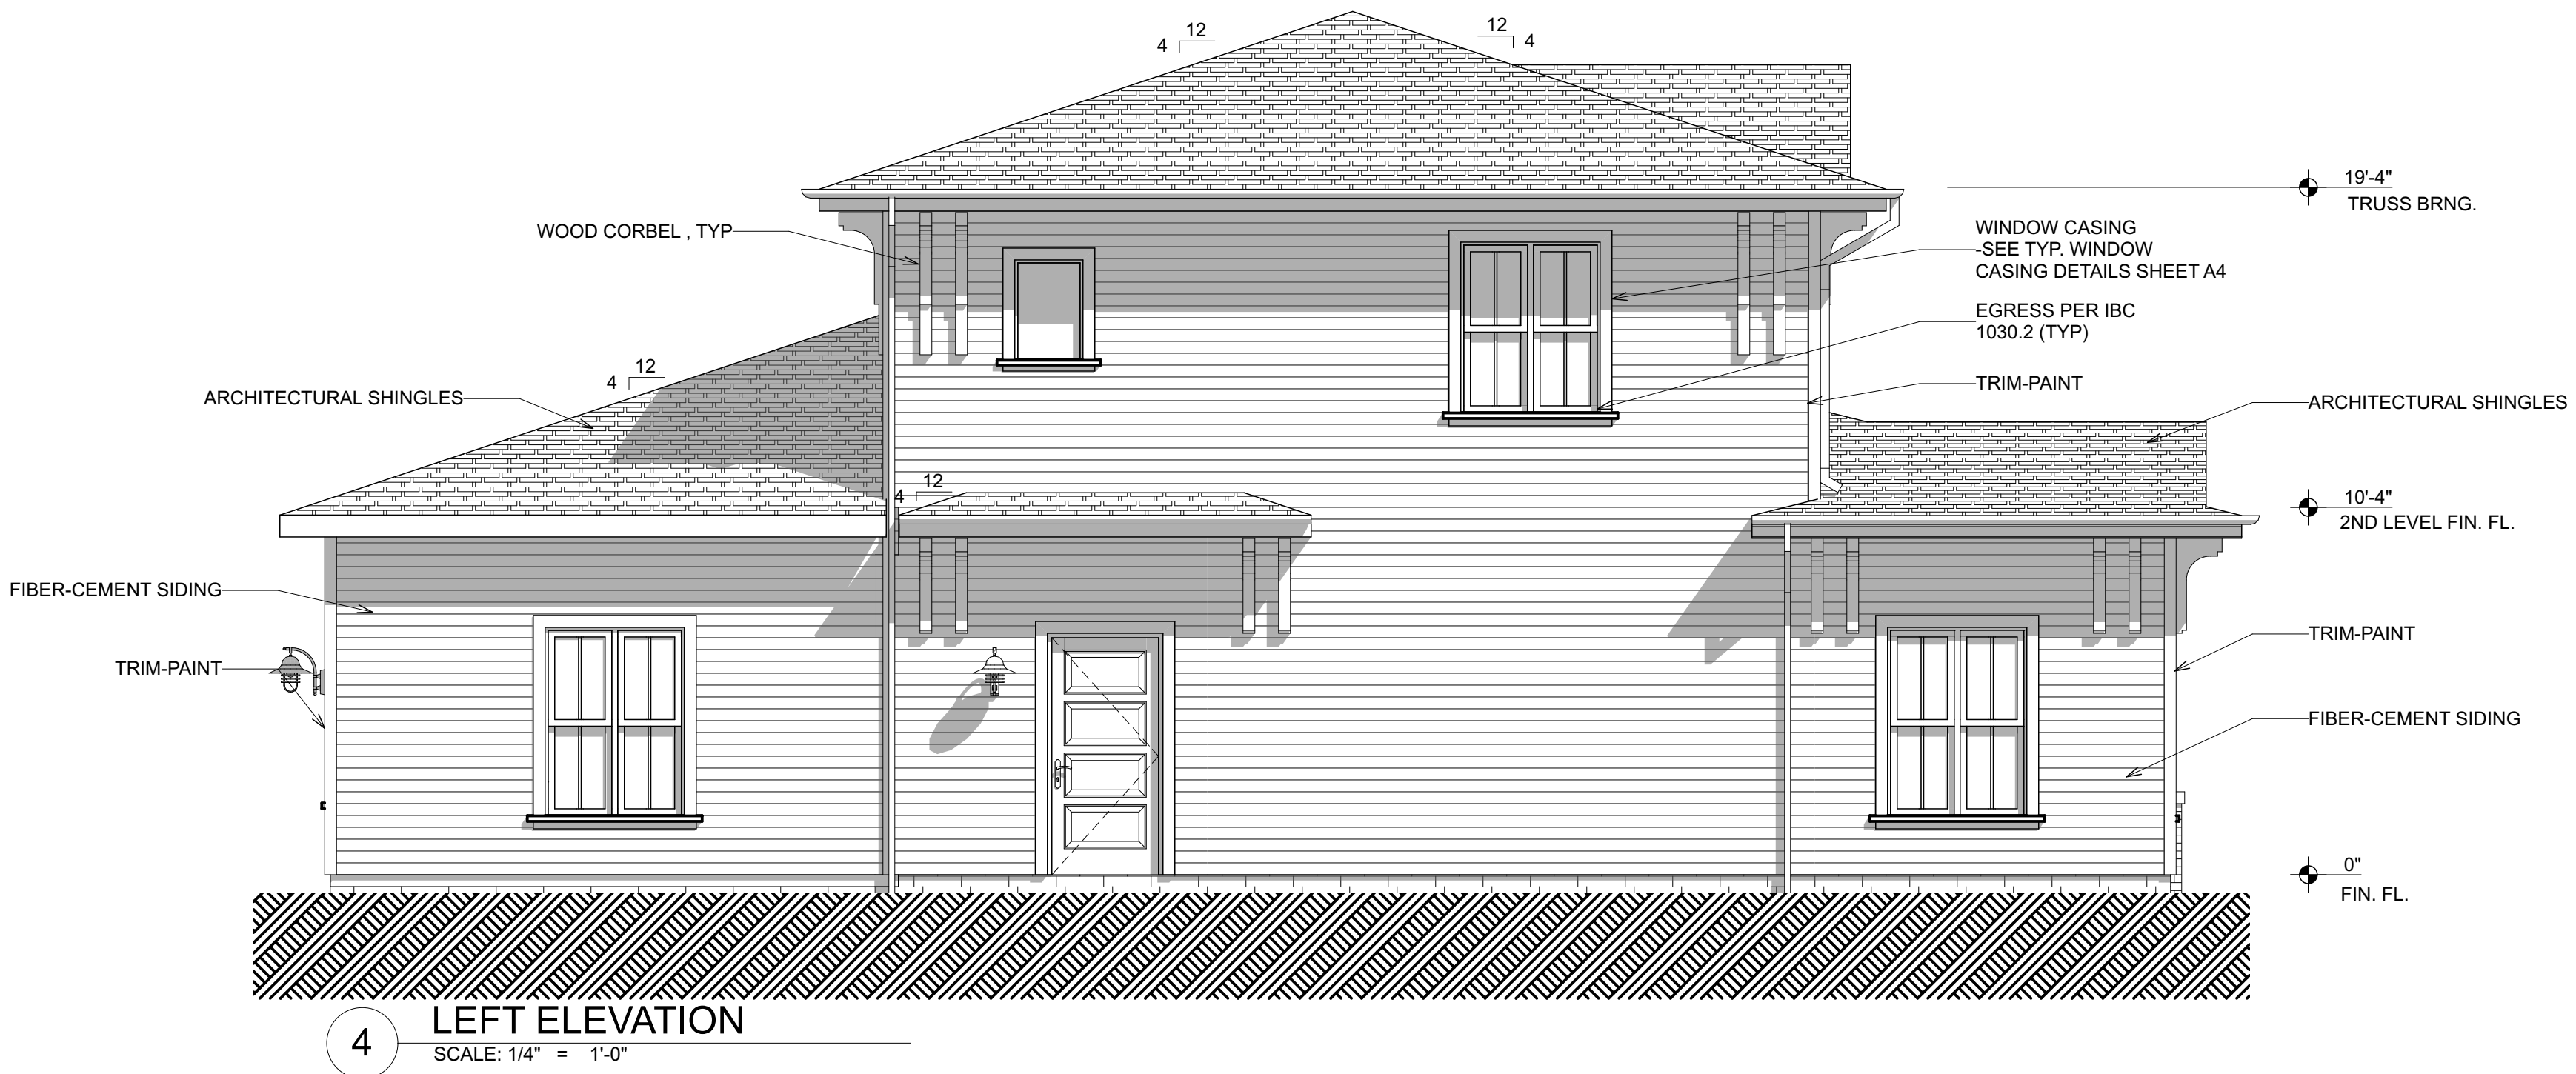 12
4
12
4
19'-4"
TRUSS BRNG.
WOOD CORBEL , TYP
WINDOW CASING
-SEE TYP. WINDOW
CASING DETAILS SHEET A4
EGRESS PER IBC
1030.2 (TYP)
12
4
TRIM-PAINT
ARCHITECTURAL SHINGLES
ARCHITECTURAL SHINGLES
12
4
10'-4"
2ND LEVEL FIN. FL.
FIBER-CEMENT SIDING
TRIM-PAINT
TRIM-PAINT
FIBER-CEMENT SIDING
0"
FIN. FL.
4
LEFT ELEVATION
SCALE: 1/4" = 1'-0"